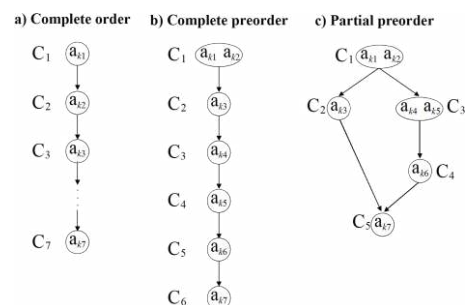 a) Complete order
C1 ak1
C2 ak2
C3 ak3
C7 ak7
b) Complete preorder
C1 ak1 ak2
C2 ak3
C3 ak4
C4 ak5
C5 ak6
C6 ak7
c) Partial preorder
C1 ak1 ak2
C2 ak3 ak4 ak5 C3
ak6 C4
C5 ak7